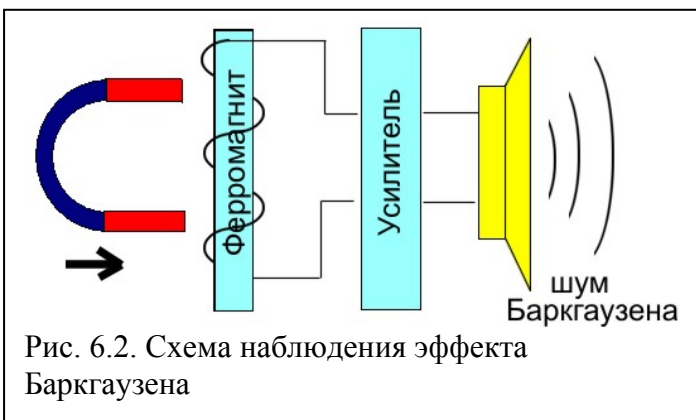 Ферромагнит
Усилитель
шум
Баркгаузена
Рис. 6.2. Схема наблюдения эффекта
Баркгаузена